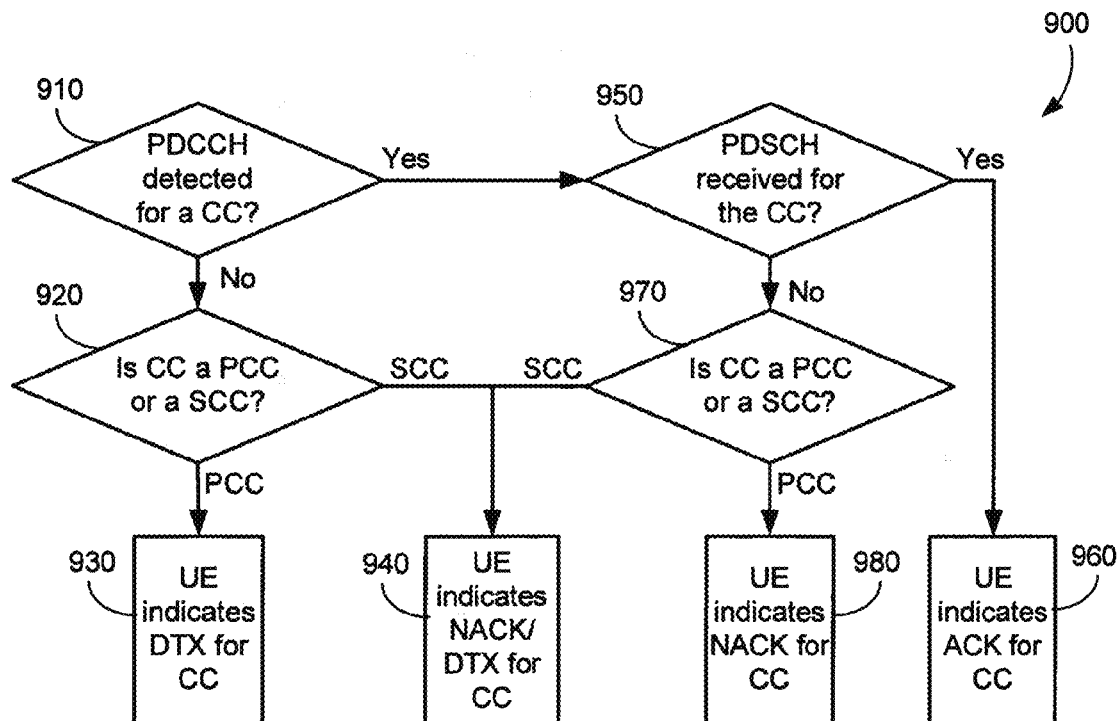 900
910
PDCCH
detected
for a CC?
Yes
950
PDSCH
received for
the CC?
Yes
No
No
920
Is CC a PCC
or a SCC?
SCC
SCC
970
Is CC a PCC
or a SCC?
PCC
PCC
930
UE
indicates
DTX for
CC
940
UE
indicates
NACK/
DTX for
CC
UE
indicates
NACK for
CC
980
UE
indicates
ACK for
CC
960